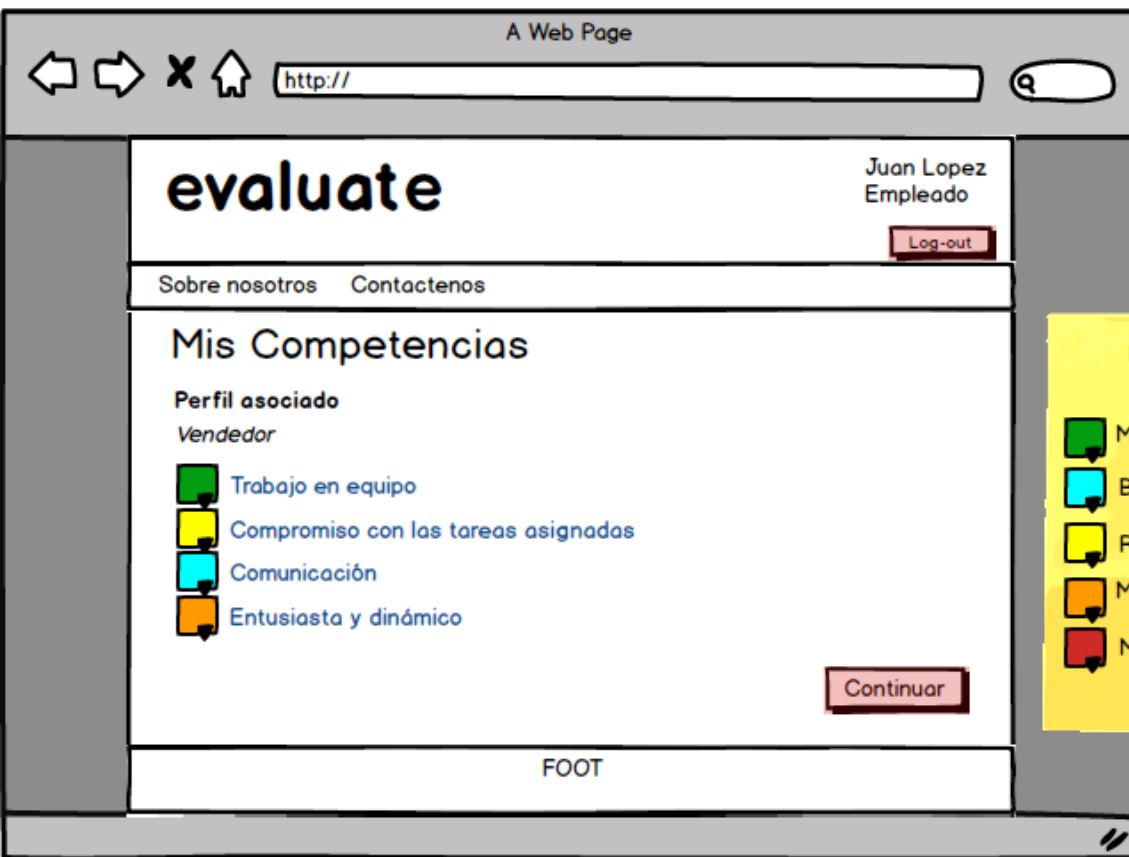 A Web Page
http://
evaluate
Juan Lopez
Empleado
Log-out
Sobre nosotros Contactenos
Mis Competencias
Perfil asociado
Vendedor
Trabajo en equipo
Compromiso con las tareas asignadas
Comunicación
Entusiasta y dinámico
Continuar
FOOT